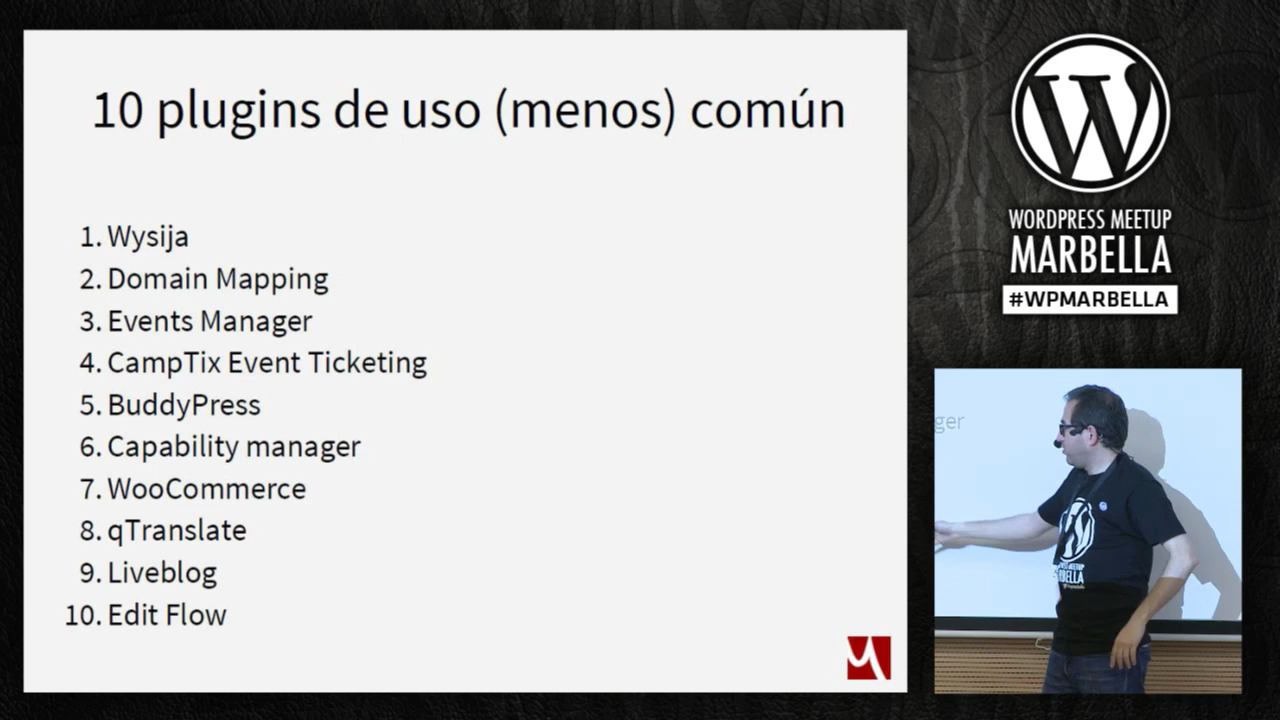 10 plugins de uso (menos) común
1. Wysija
2. Domain Mapping
3. Events Manager
4. CampTix Event Ticketing
5. BuddyPress
6. Capability manager
7. WooCommerce
8. qTranslate
9. Liveblog
10. Edit Flow
WORDPRESS MEETUP
MARBELLA
#WPMARBELLA
ger